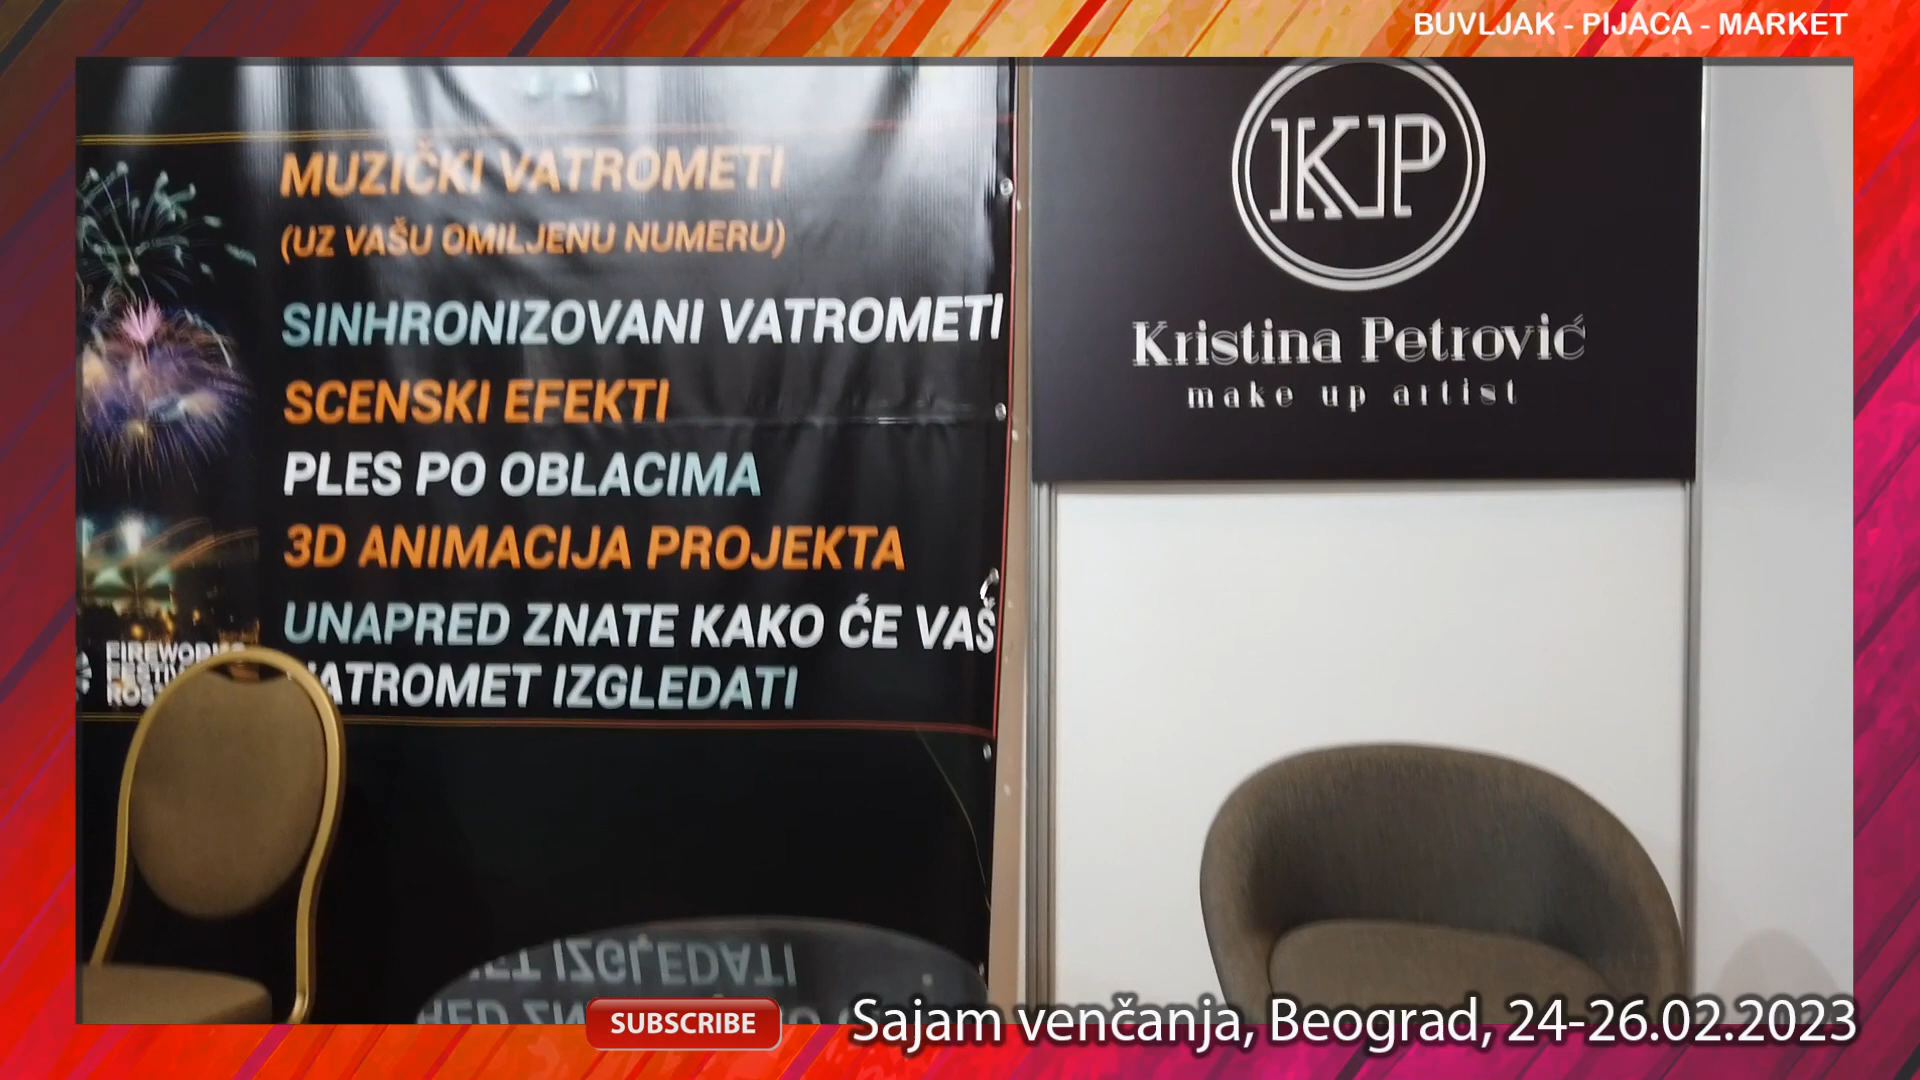 BUVLJAK - PIJACA - MARKET
MUZIČKI VATROMETI
(UZ VAŠU OMILJENU NUMERU)
SINHRONIZOVANI VATROMETI
SCENSKI EFEKTI
PLES PO OBLACIMA
3D ANIMACIJA PROJEKTA
UNAPRED ZNATE KAKO ĆE VAŠ
VATROMET IZGLEDATI
FIREWORKS
KP
Kristina Petrović
make up artist
SUBSCRIBE
Sajam venčanja, Beograd, 24-26.02.2023